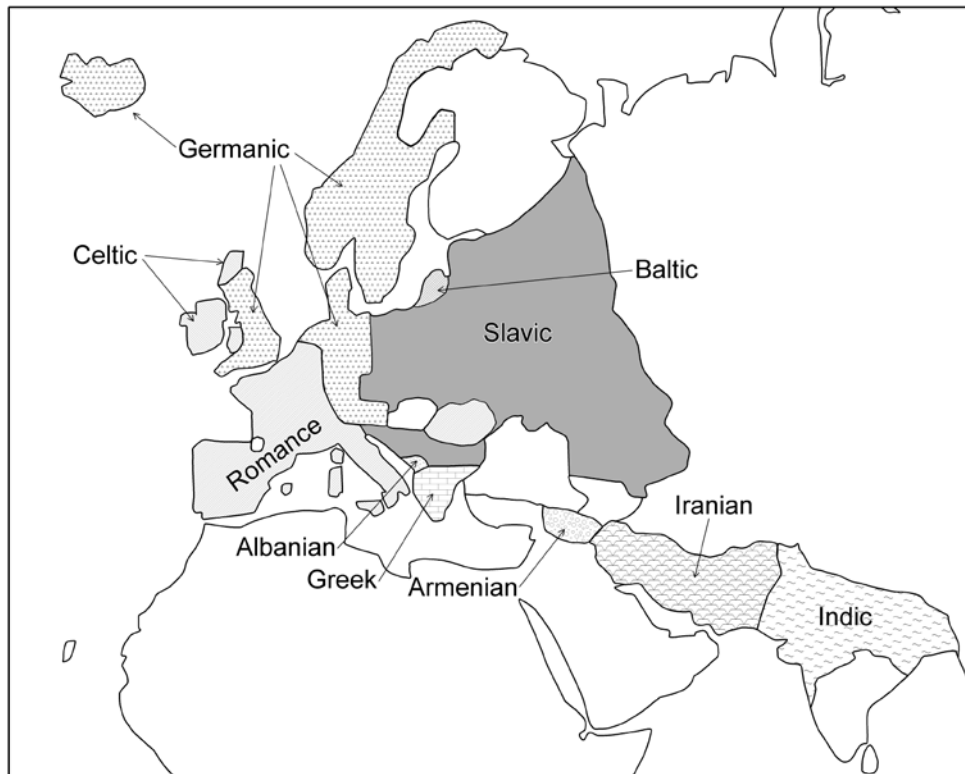 Germanic
Celtic
Baltic
Slavic
Romance
Iranian
Albanian
Greek
Armenian
Indic